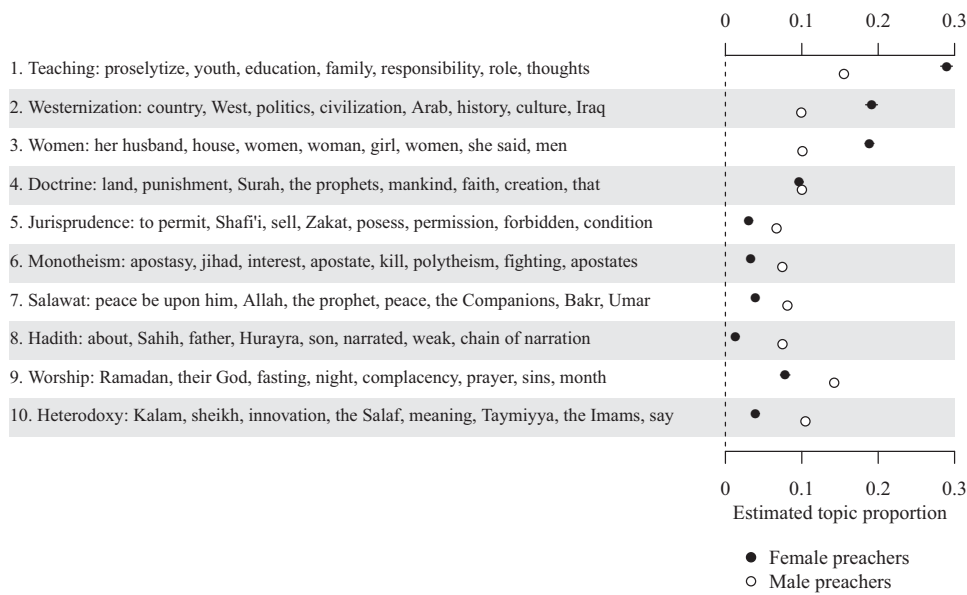 0 0.1 0.2 0.3
1. Teaching: proselytize, youth, education, family, responsibility, role, thoughts
2. Westernization: country, West, politics, civilization, Arab, history, culture, Iraq
3. Women: her husband, house, women, woman, girl, women, she said, men
4. Doctrine: land, punishment, Surah, the prophets, mankind, faith, creation, that
5. Jurisprudence: to permit, Shafi'i, sell, Zakat, posess, permission, forbidden, condition
6. Monotheism: apostasy, jihad, interest, apostate, kill, polytheism, fighting, apostates
7. Salawat: peace be upon him, Allah, the prophet, peace, the Companions, Bakr, Umar
8. Hadith: about, Sahih, father, Hurayra, son, narrated, weak, chain of narration
9. Worship: Ramadan, their God, fasting, night, complacency, prayer, sins, month
10. Heterodoxy: Kalam, sheikh, innovation, the Salaf, meaning, Taymiyya, the Imams, say
0 0.1 0.2 0.3
Estimated topic proportion
Female preachers
Male preachers